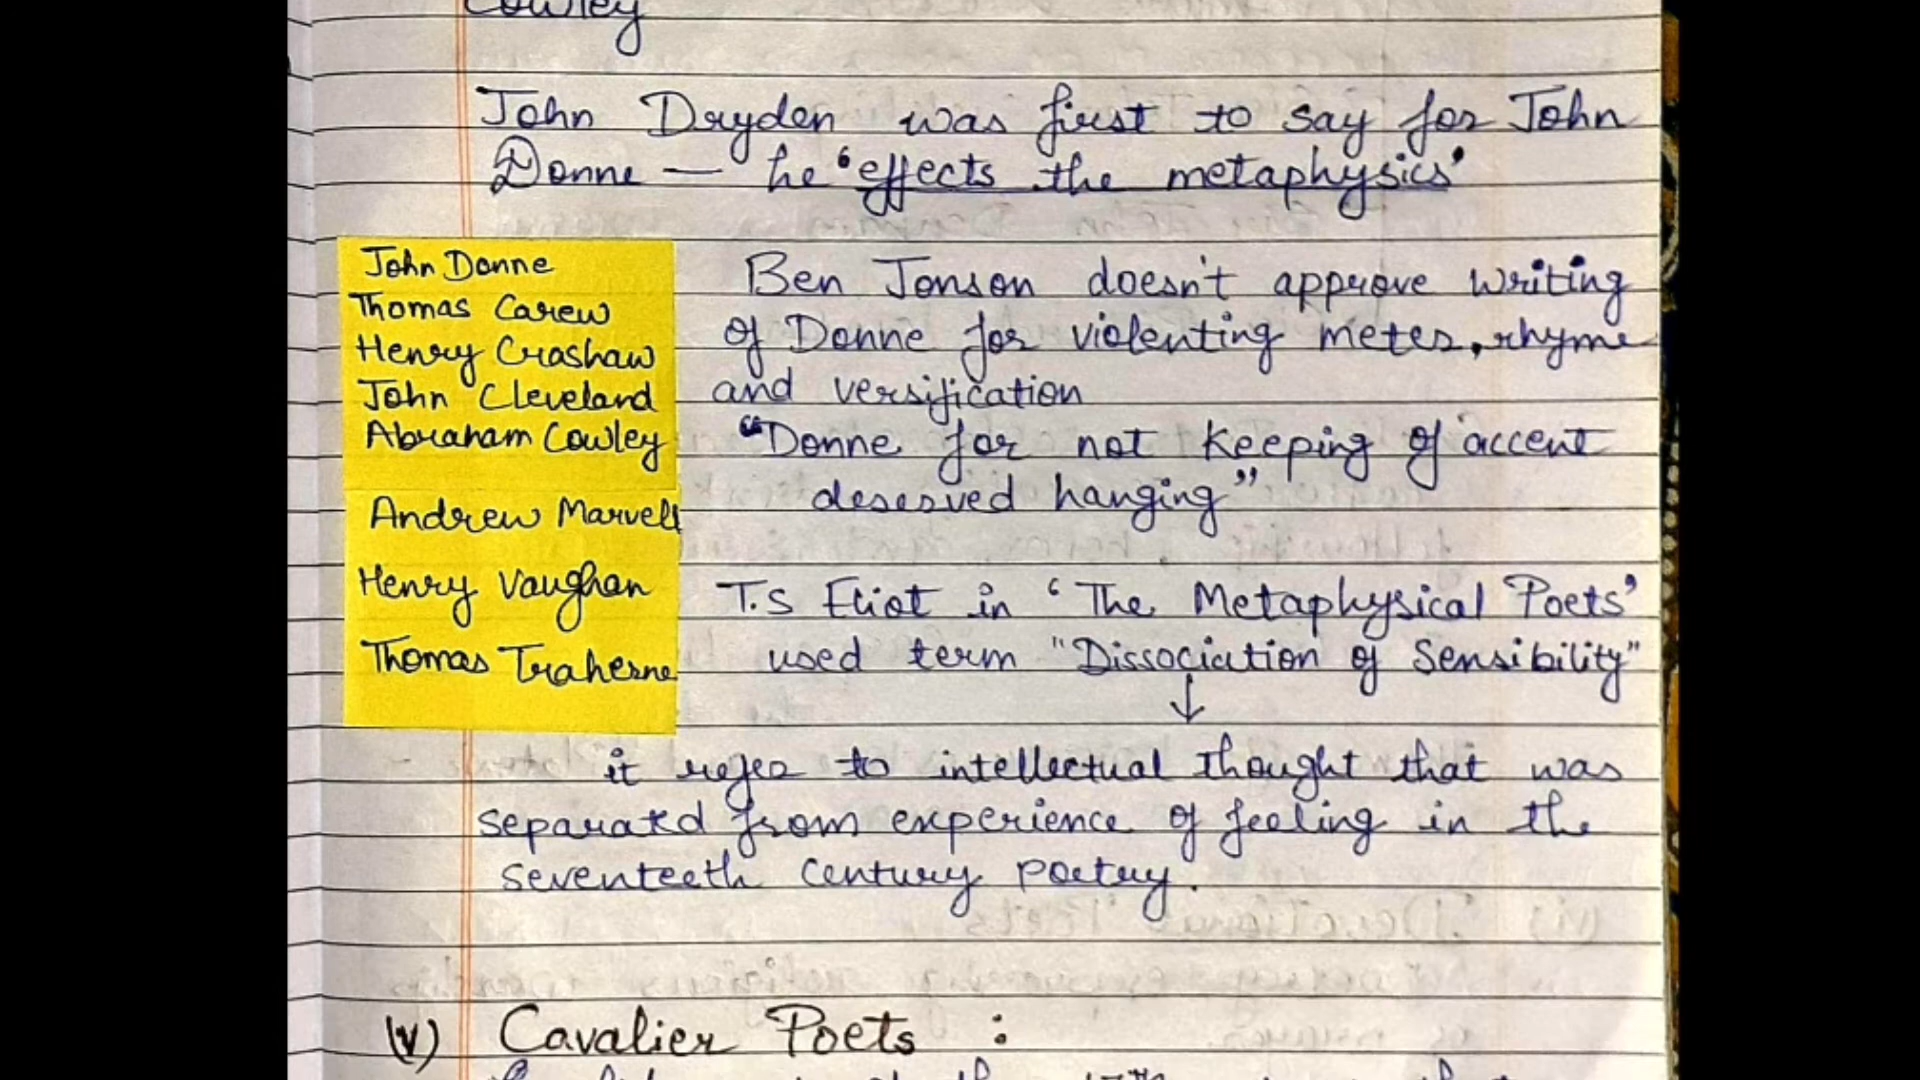 Cowley
John Dryden was first to say for John
Donne — he 'effects the metaphysics'
John Donne
Thomas Carew
Henry Crashaw
John Cleveland
Abraham Cowley
Andrew Marvell
Henry Vaughan
Thomas Traherne
Ben Jonson doesn't approve writing
of Donne for violenting meter, rhyme
and versification
"Donne for not keeping of accent
deserved hanging"
T.S Eliot in 'The Metaphysical Poets'
used term "Dissociation of Sensibility"
↓
it refer to intellectual thought that was
separatd from experience of feeling in the
seventeeth century poetry.
(V) Cavalier Poets :